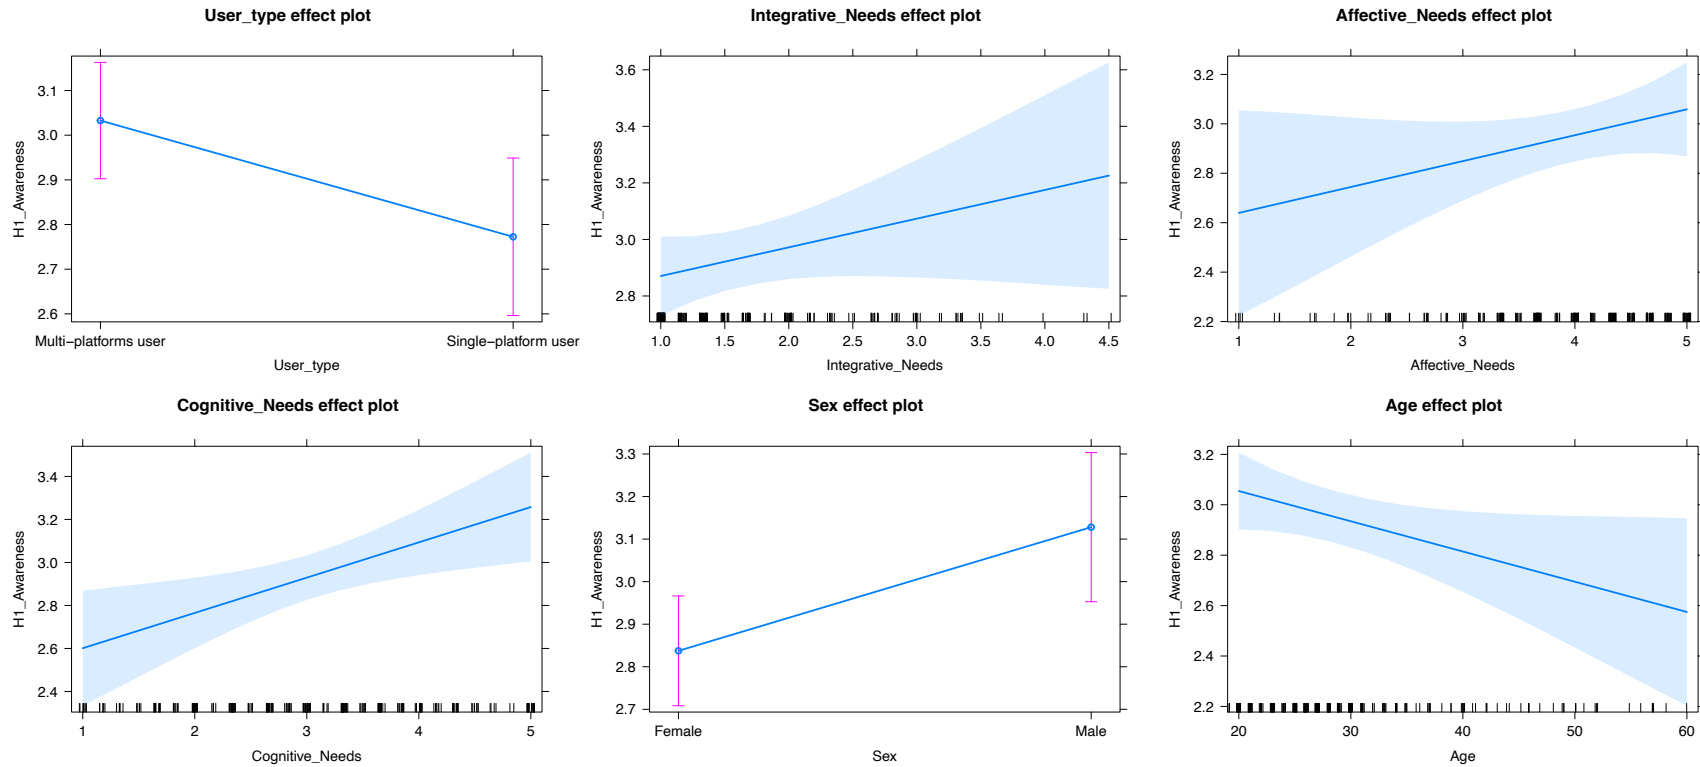 User_type effect plot
H1_Awareness
3.1
3.0
2.9
2.8
2.7
2.6
Multi−platforms user
Single−platform user
User_type
Integrative_Needs effect plot
H1_Awareness
3.6
3.4
3.2
3.0
2.8
1.0
1.5
2.0
2.5
3.0
3.5
4.0
4.5
Integrative_Needs
Affective_Needs effect plot
H1_Awareness
3.2
3.0
2.8
2.6
2.4
2.2
1
2
3
4
5
Affective_Needs
Cognitive_Needs effect plot
H1_Awareness
3.4
3.2
3.0
2.8
2.6
2.4
1
2
3
4
5
Cognitive_Needs
Sex effect plot
H1_Awareness
3.3
3.2
3.1
3.0
2.9
2.8
2.7
Female
Male
Sex
Age effect plot
H1_Awareness
3.2
3.0
2.8
2.6
2.4
2.2
20
30
40
50
60
Age